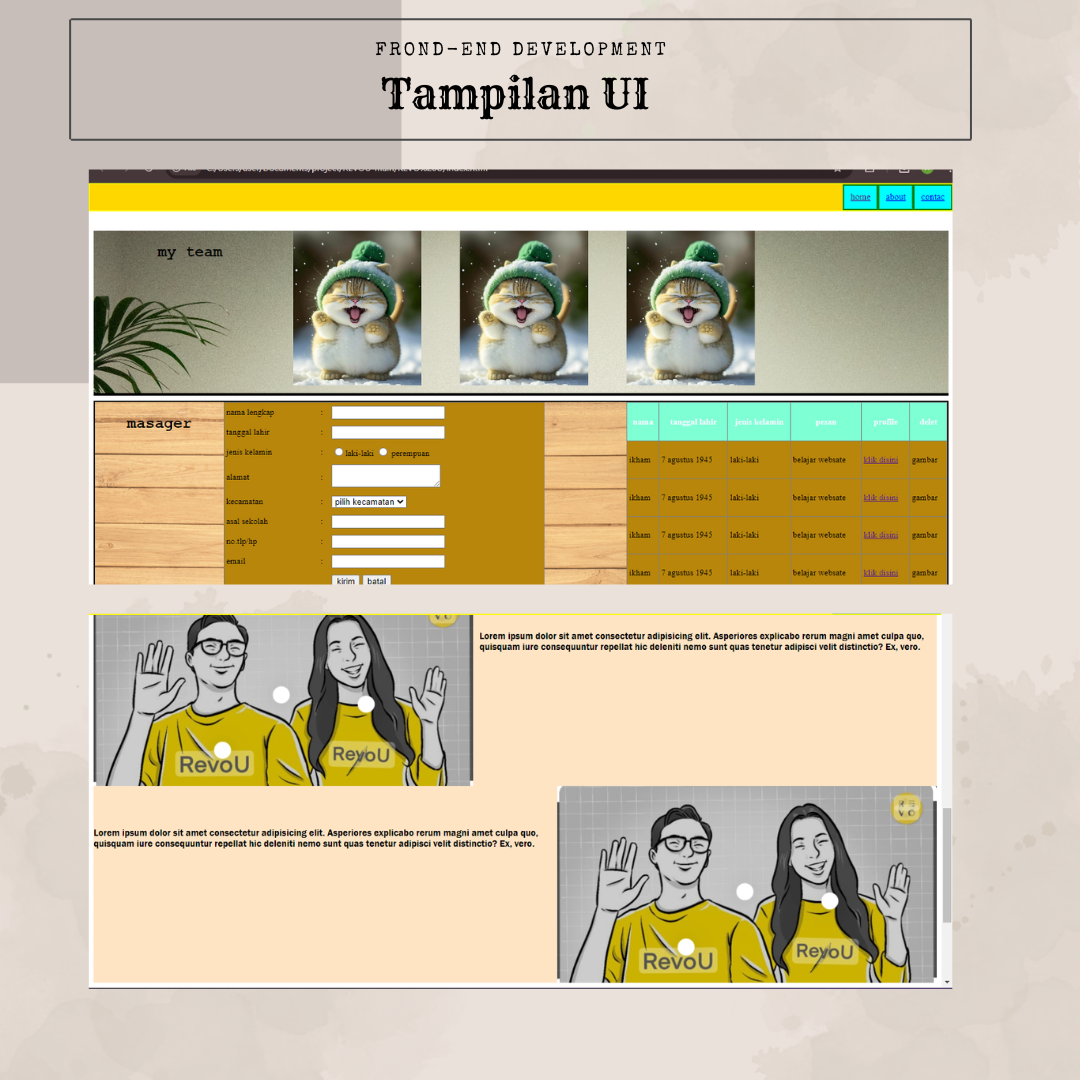 FROND-END DEVELOPMENT
Tampilan UI
home about contac
my team
masager
nama lengkap :
tanggal lahir :
jenis kelamin : laki-laki perempuan
alamat :
kecamatan : pilih kecamatan
asal sekolah :
no.tlp/hp :
email :
kirim batal
nama tanggal lahir jenis kelamin pesan profile delet
ikham 7 agustus 1945 laki-laki belajar websate klik disini gambar
ikham 7 agustus 1945 laki-laki belajar websate klik disini gambar
ikham 7 agustus 1945 laki-laki belajar websate klik disini gambar
ikham 7 agustus 1945 laki-laki belajar websate klik disini gambar
RevoU
RevoU
Lorem ipsum dolor sit amet consectetur adipisicing elit. Asperiores explicabo rerum magni amet culpa quo,
quisquam iure consequuntur repellat hic deleniti nemo sunt quas tenetur adipisci velit distinctio? Ex, vero.
Lorem ipsum dolor sit amet consectetur adipisicing elit. Asperiores explicabo rerum magni amet culpa quo,
quisquam iure consequuntur repellat hic deleniti nemo sunt quas tenetur adipisci velit distinctio? Ex, vero.
RevoU
RevoU